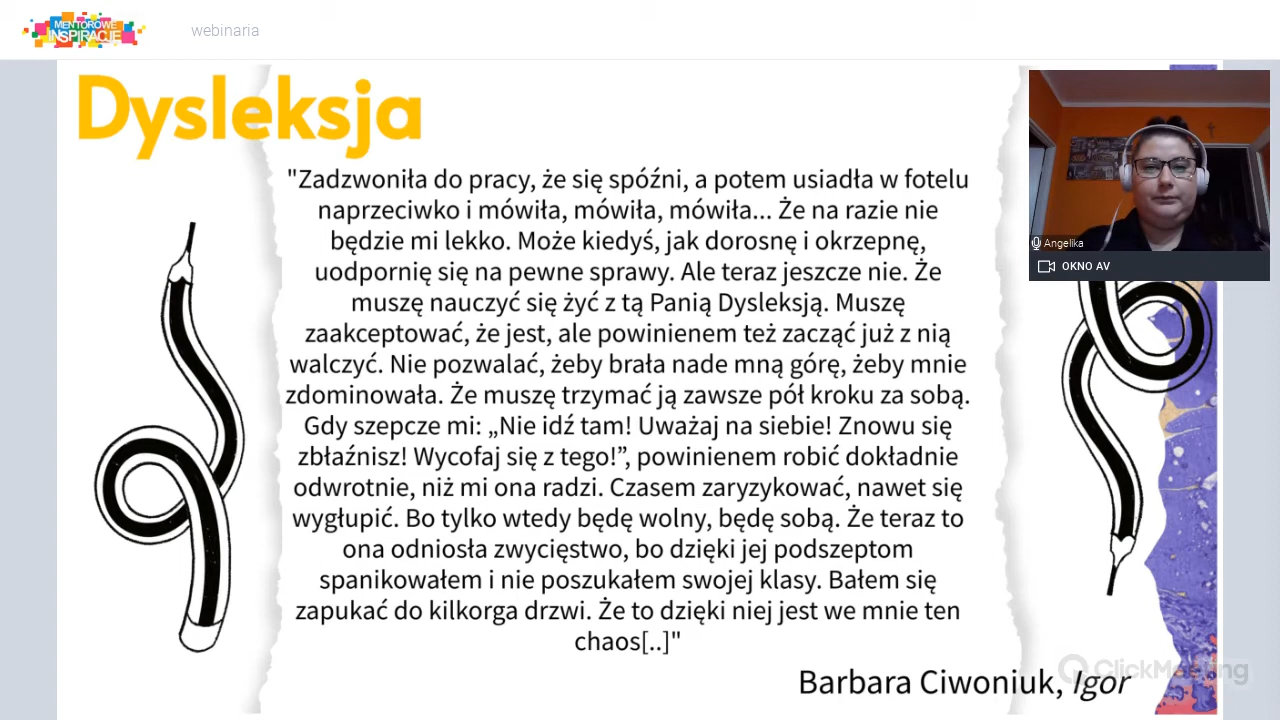 MENTOROWE
INSPIRACJE
webinaria
Dysleksja
"Zadzwoniła do pracy, że się spóźni, a potem usiadła w fotelu
naprzeciwko i mówiła, mówiła, mówiła... Że na razie nie
będzie mi lekko. Może kiedyś, jak dorosnę i okrzepnę,
uodpornię się na pewne sprawy. Ale teraz jeszcze nie. Że
muszę nauczyć się żyć z tą Panią Dysleksją. Muszę
zaakceptować, że jest, ale powinienem też zacząć już z nią
walczyć. Nie pozwalać, żeby brała nade mną górę, żeby mnie
zdominowała. Że muszę trzymać ją zawsze pół kroku za sobą.
Gdy szepcze mi: „Nie idź tam! Uważaj na siebie! Znowu się
zbłaźnisz! Wycofaj się z tego!”, powinienem robić dokładnie
odwrotnie, niż mi ona radzi. Czasem zaryzykować, nawet się
wygłupić. Bo tylko wtedy będę wolny, będę sobą. Że teraz to
ona odniosła zwycięstwo, bo dzięki jej podszeptom
spanikowałem i nie poszukałem swojej klasy. Bałem się
zapukać do kilkorga drzwi. Że to dzięki niej jest we mnie ten
chaos[..]"
Barbara Ciwoniuk, Igor
Angelika
OKNO AV
ClickMeeting